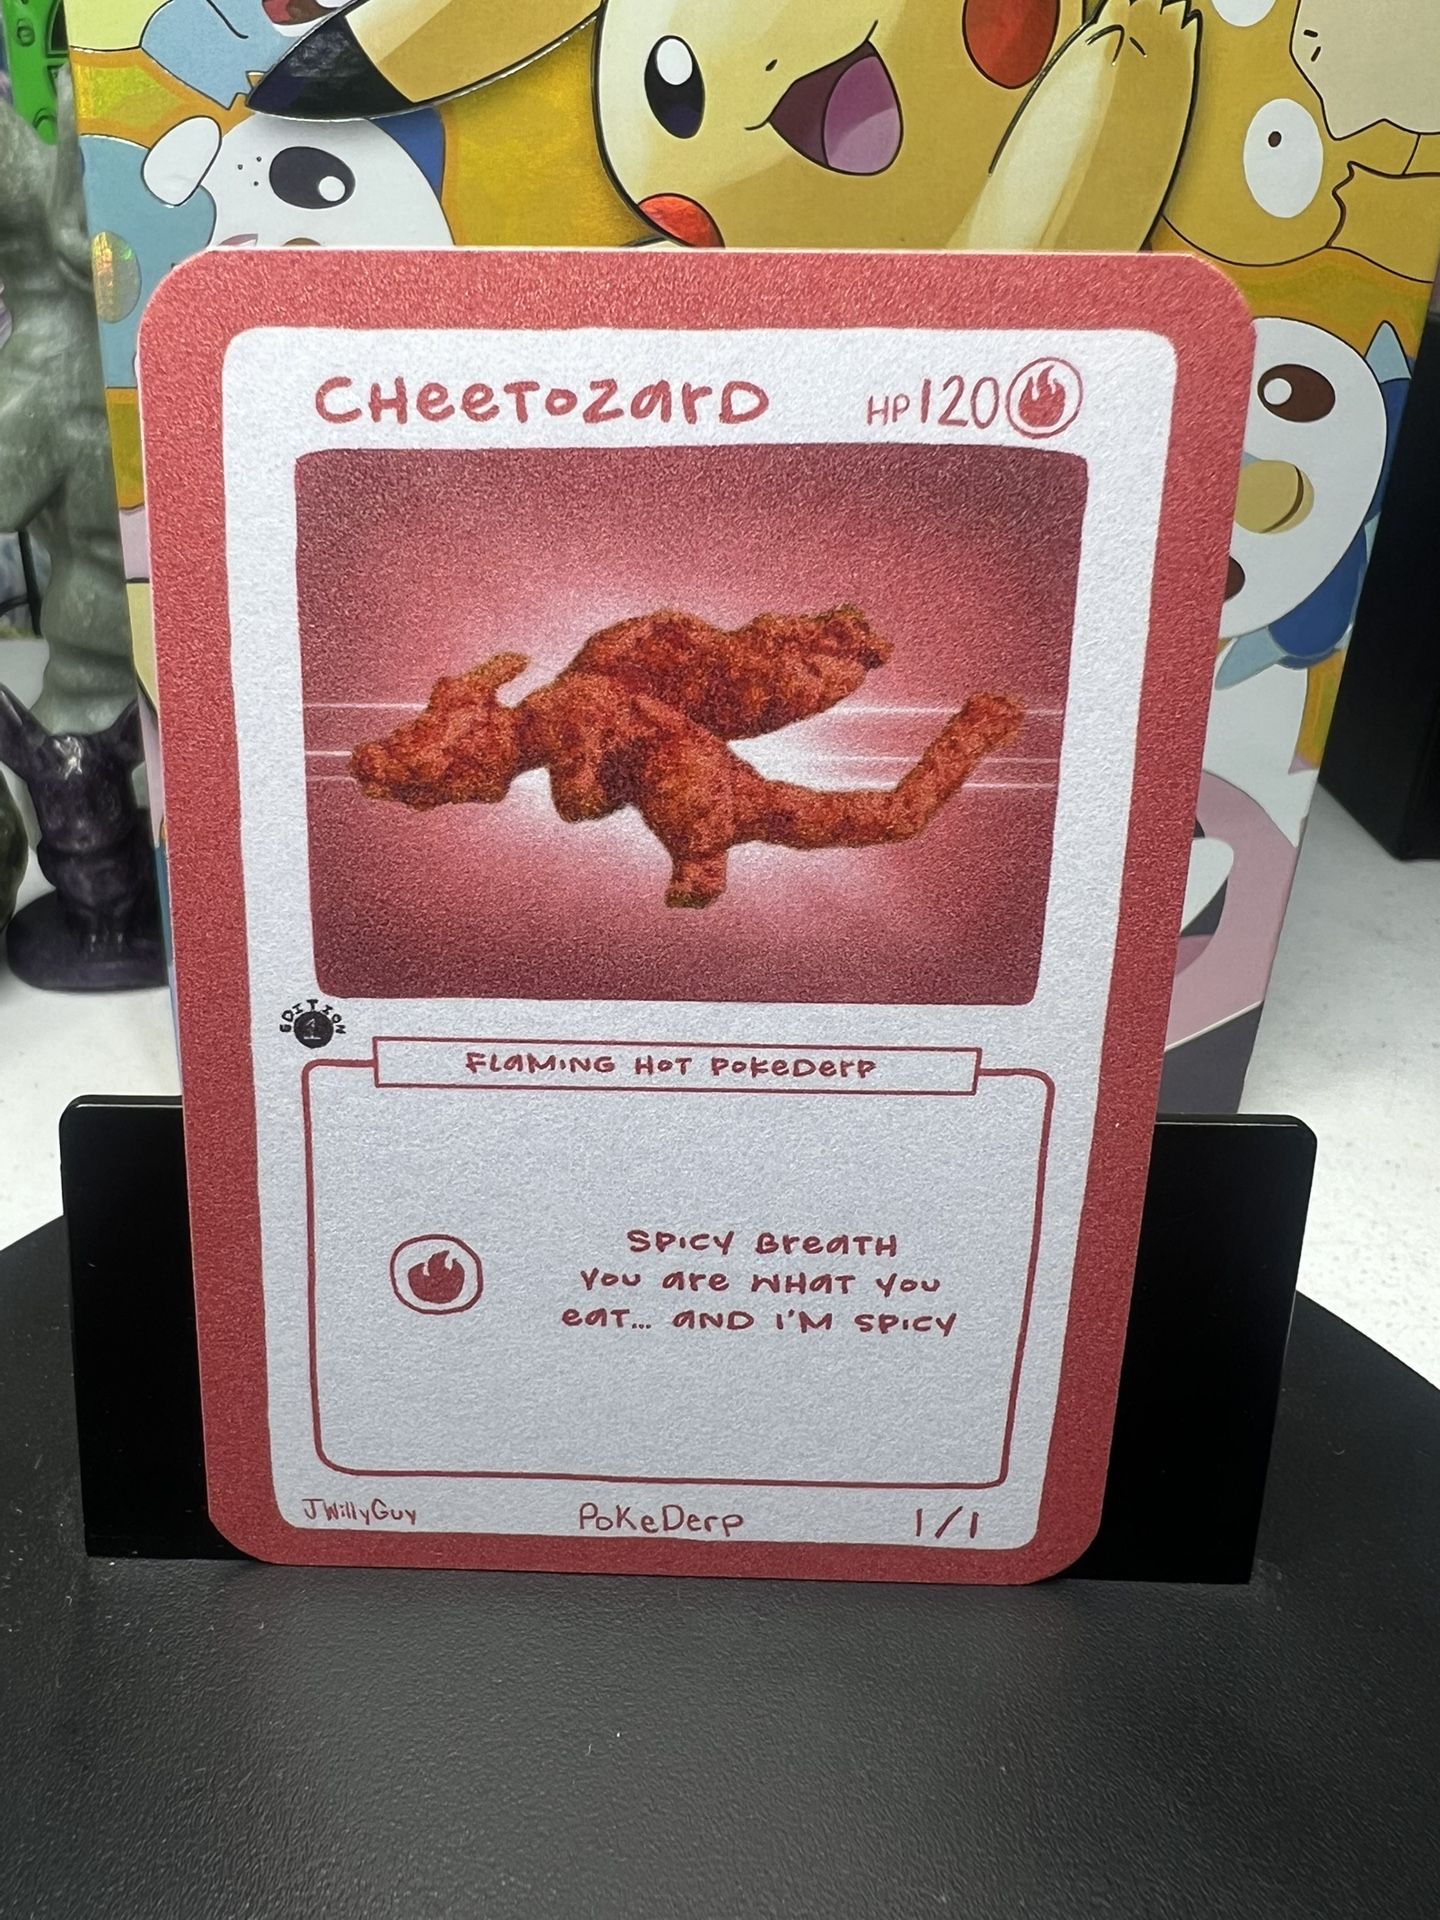 CHeeTOZarD
HP 120
EDITION
1
FLaMING HOT POKeDerP
SPICY BreaTH
You are WHaT You
eaT... aND I'M SPICY
JWillyGuy
PoKeDerp
1/1